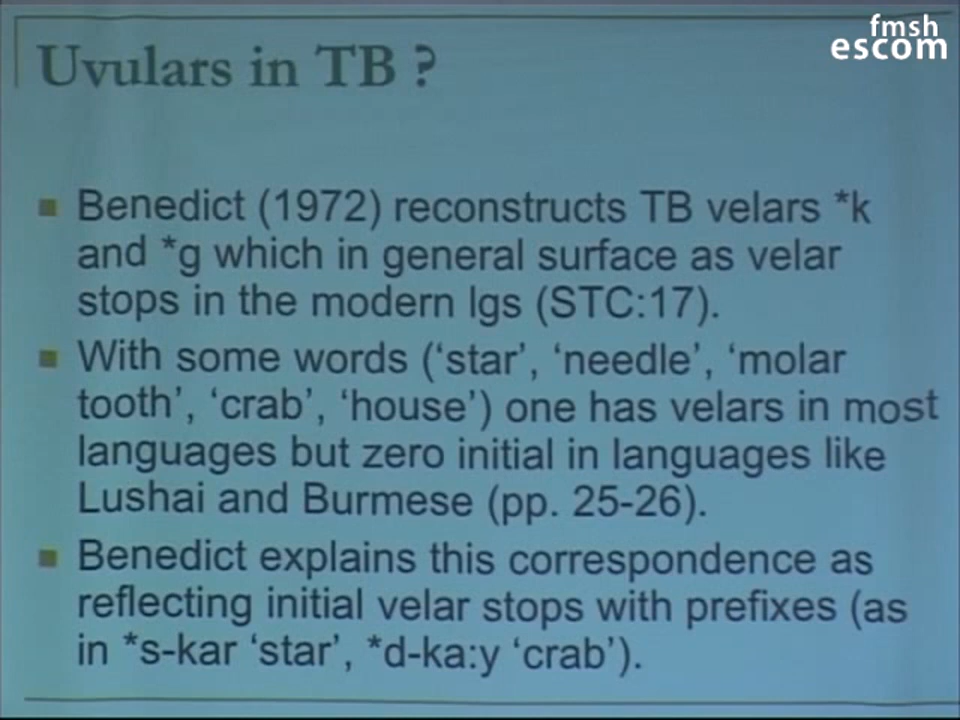 fmsh
escom
Uvulars in TB ?
Benedict (1972) reconstructs TB velars *k
and *g which in general surface as velar
stops in the modern lgs (STC:17).
With some words (‘star’, ‘needle’, ‘molar
tooth’, ‘crab’, ‘house’) one has velars in most
languages but zero initial in languages like
Lushai and Burmese (pp. 25-26).
Benedict explains this correspondence as
reflecting initial velar stops with prefixes (as
in *s-kar ‘star’, *d-ka:y ‘crab’).